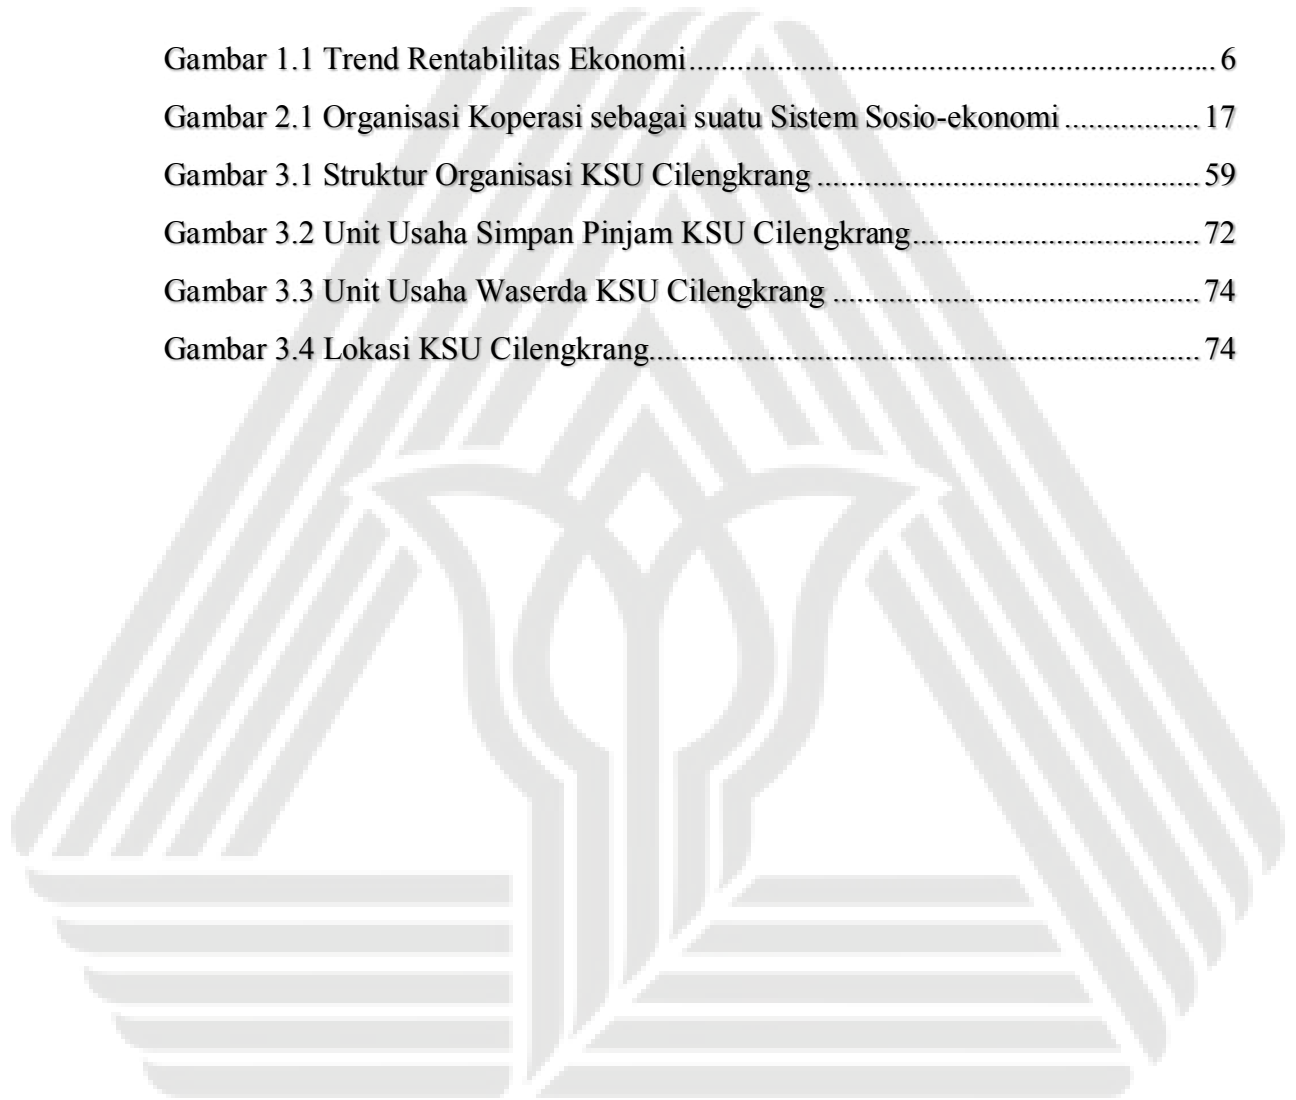 Gambar 1.1 Trend Rentabilitas Ekonomi.................................................................. 6
Gambar 2.1 Organisasi Koperasi sebagai suatu Sistem Sosio-ekonomi ................. 17
Gambar 3.1 Struktur Organisasi KSU Cilengkrang ................................................ 59
Gambar 3.2 Unit Usaha Simpan Pinjam KSU Cilengkrang.................................... 72
Gambar 3.3 Unit Usaha Waserda KSU Cilengkrang .............................................. 74
Gambar 3.4 Lokasi KSU Cilengkrang..................................................................... 74